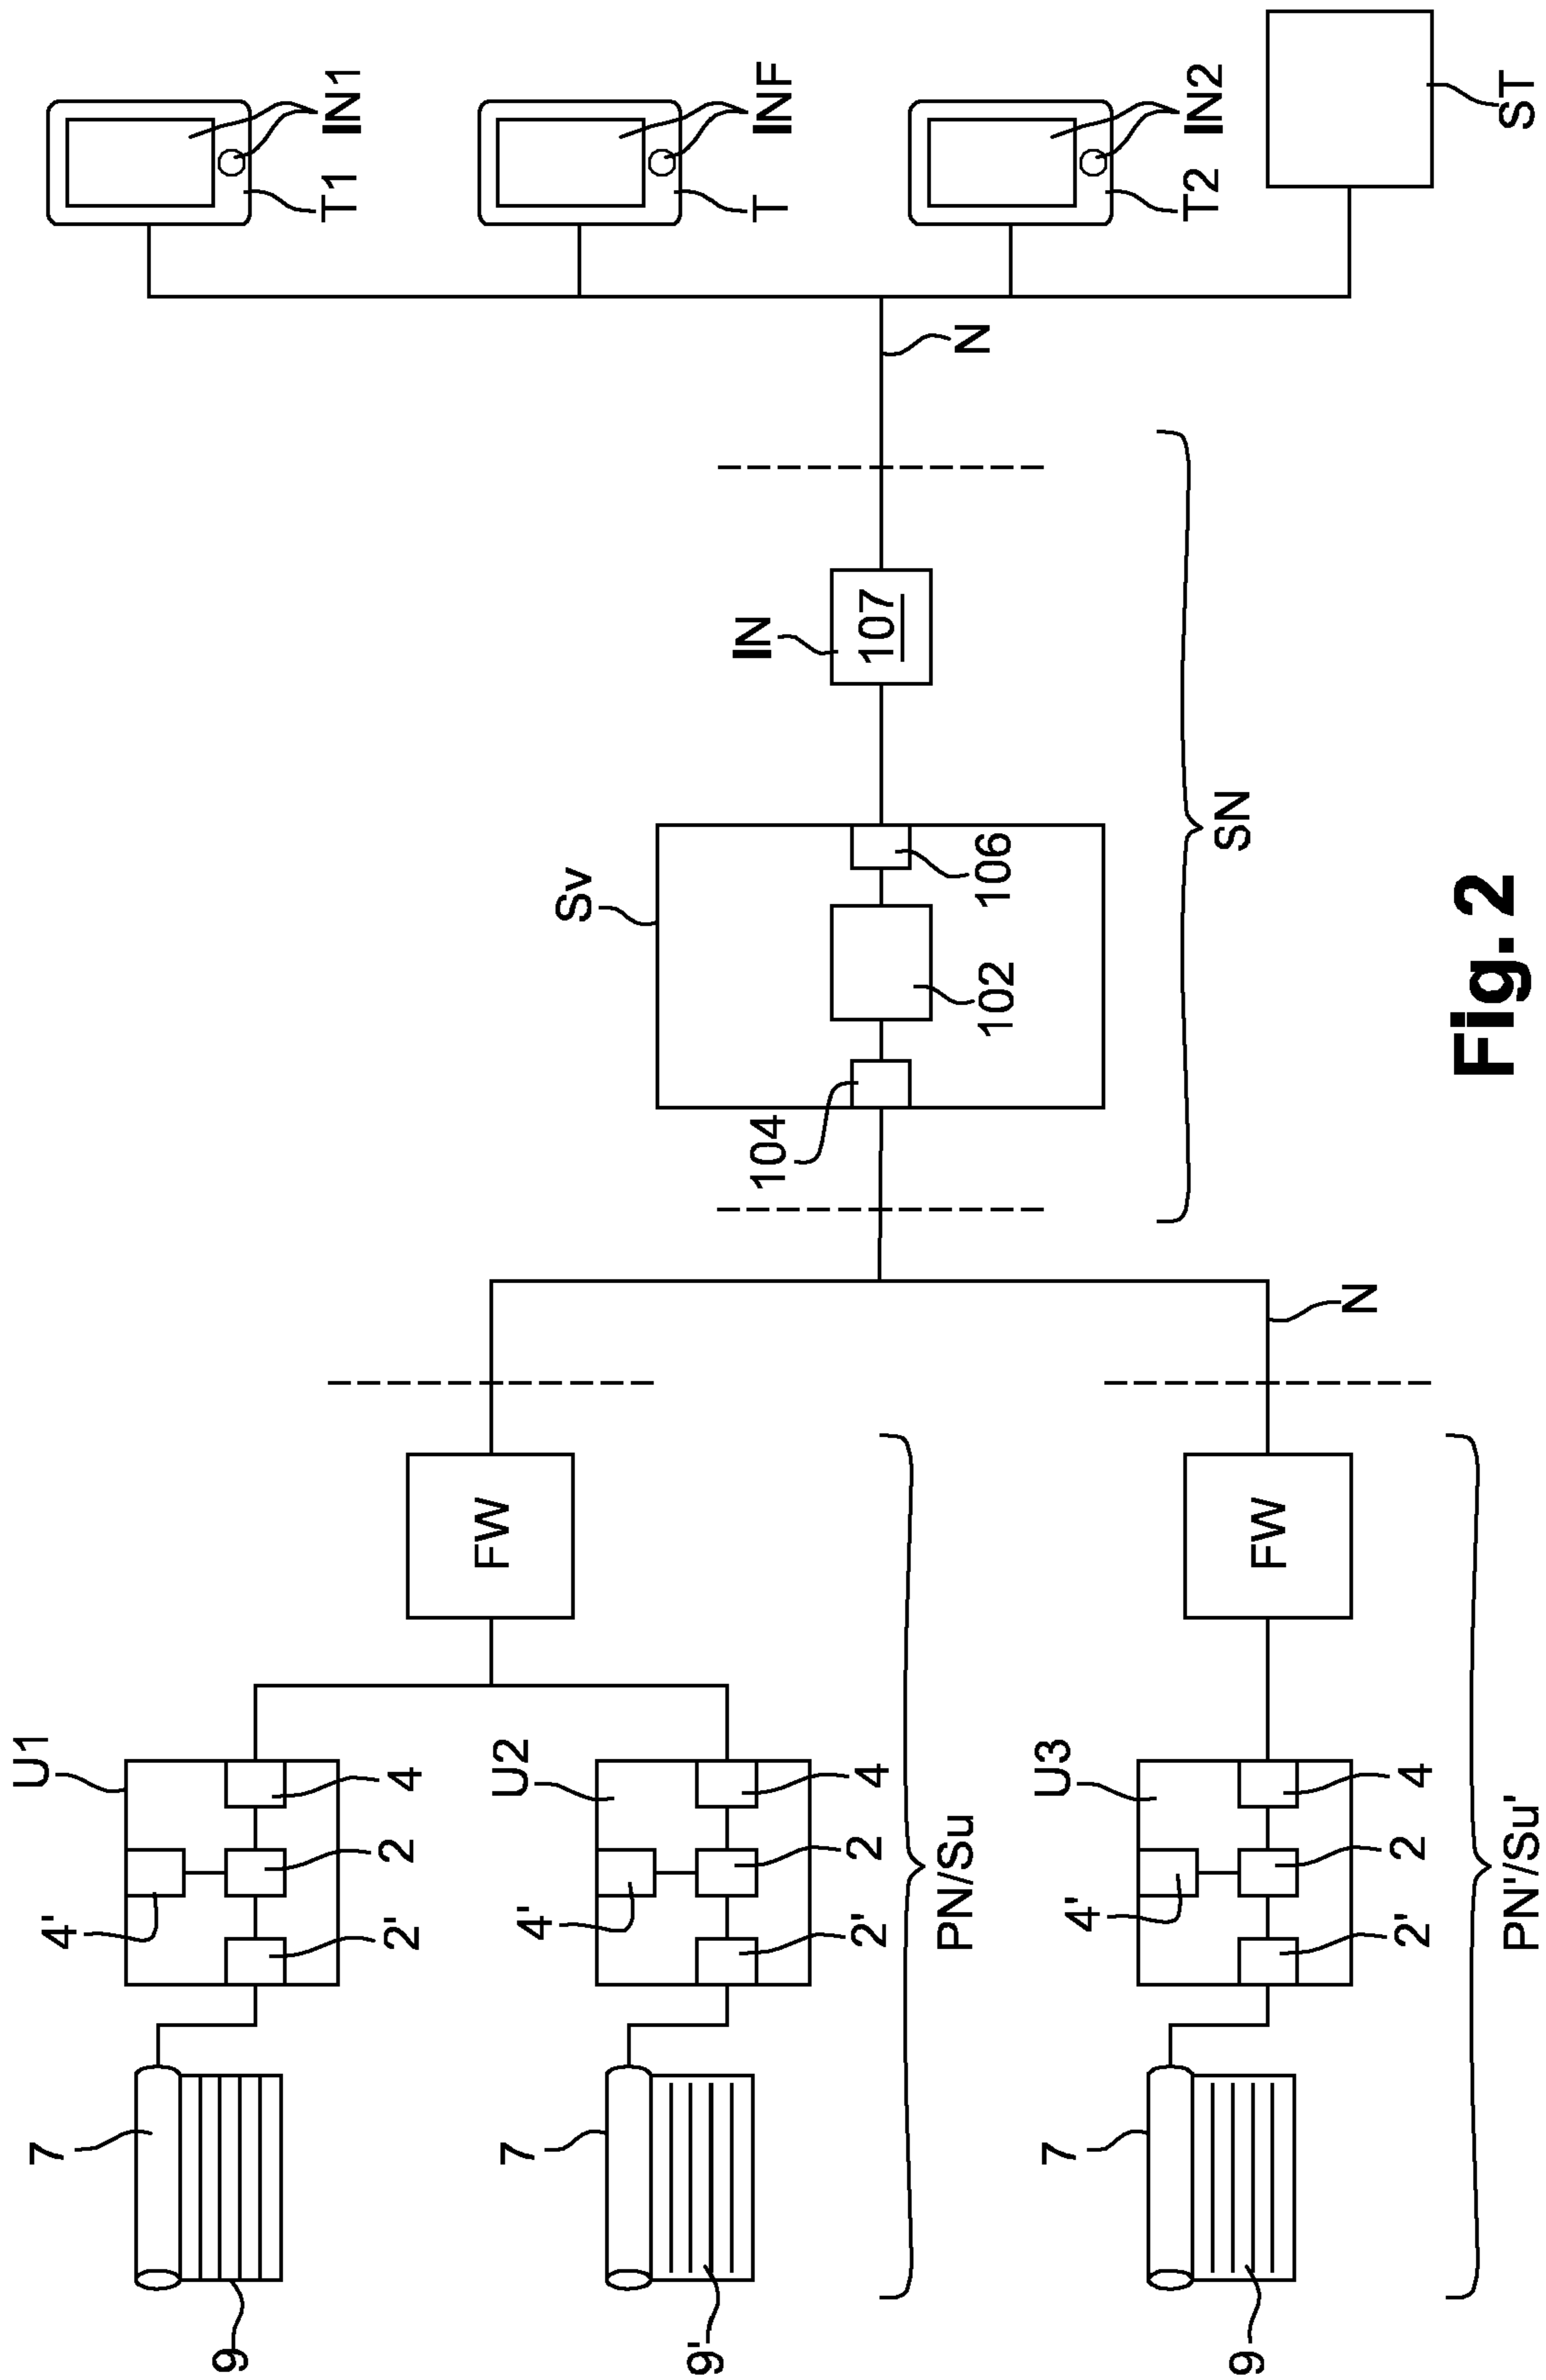 U1
4'
2'
2
4
7
9
U2
4'
2'
2
4
7
9'
FW
PN/Su
U3
4'
2'
2
4
7
9
FW
PN'/Su'
N
Sv
104
102
106
IN
107
SN
N
T1
IN1
T
INF
T2
IN2
ST
Fig. 2